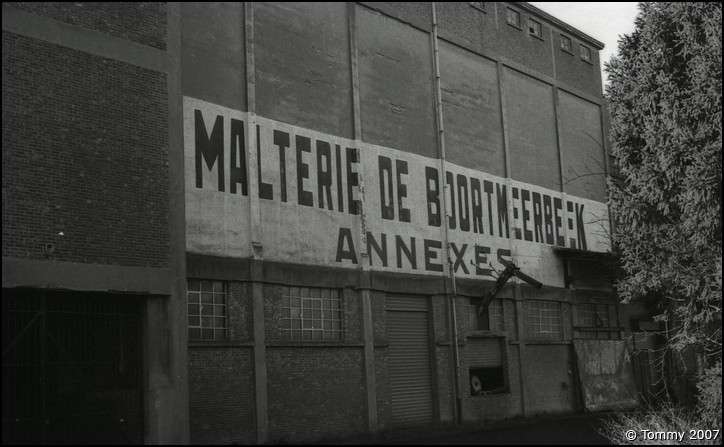 MALTERIE DE BOORTMEERBEEK
ANNEXES
© Tommy 2007